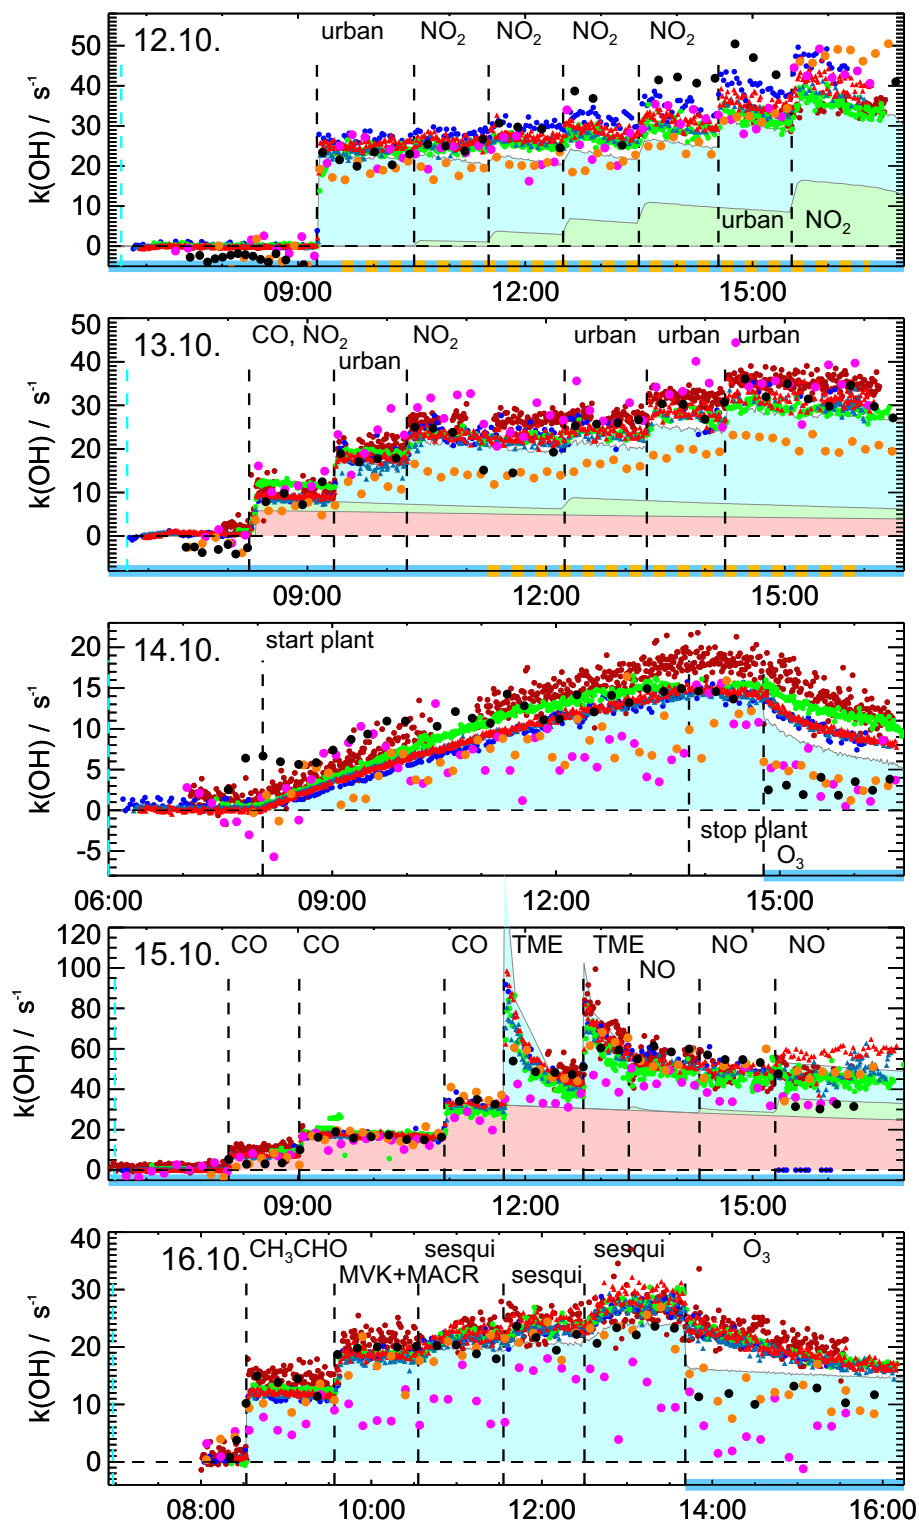 12.10.
urban NO2 NO2 NO2 NO2
k(OH) / s-1
50
40
30
20
10
0
urban NO2
09:00 12:00 15:00
13.10.
CO, NO2 NO2 urban urban urban
urban
k(OH) / s-1
50
40
30
20
10
0
09:00 12:00 15:00
14.10.
start plant
k(OH) / s-1
20
15
10
5
0
-5
stop plant
O3
06:00 09:00 12:00 15:00
15.10.
CO CO CO TME TME NO NO
NO
k(OH) / s-1
120
100
80
60
40
20
0
09:00 12:00 15:00
16.10.
CH3CHO sesqui sesqui O3
MVK+MACR sesqui
k(OH) / s-1
40
30
20
10
0
08:00 10:00 12:00 14:00 16:00